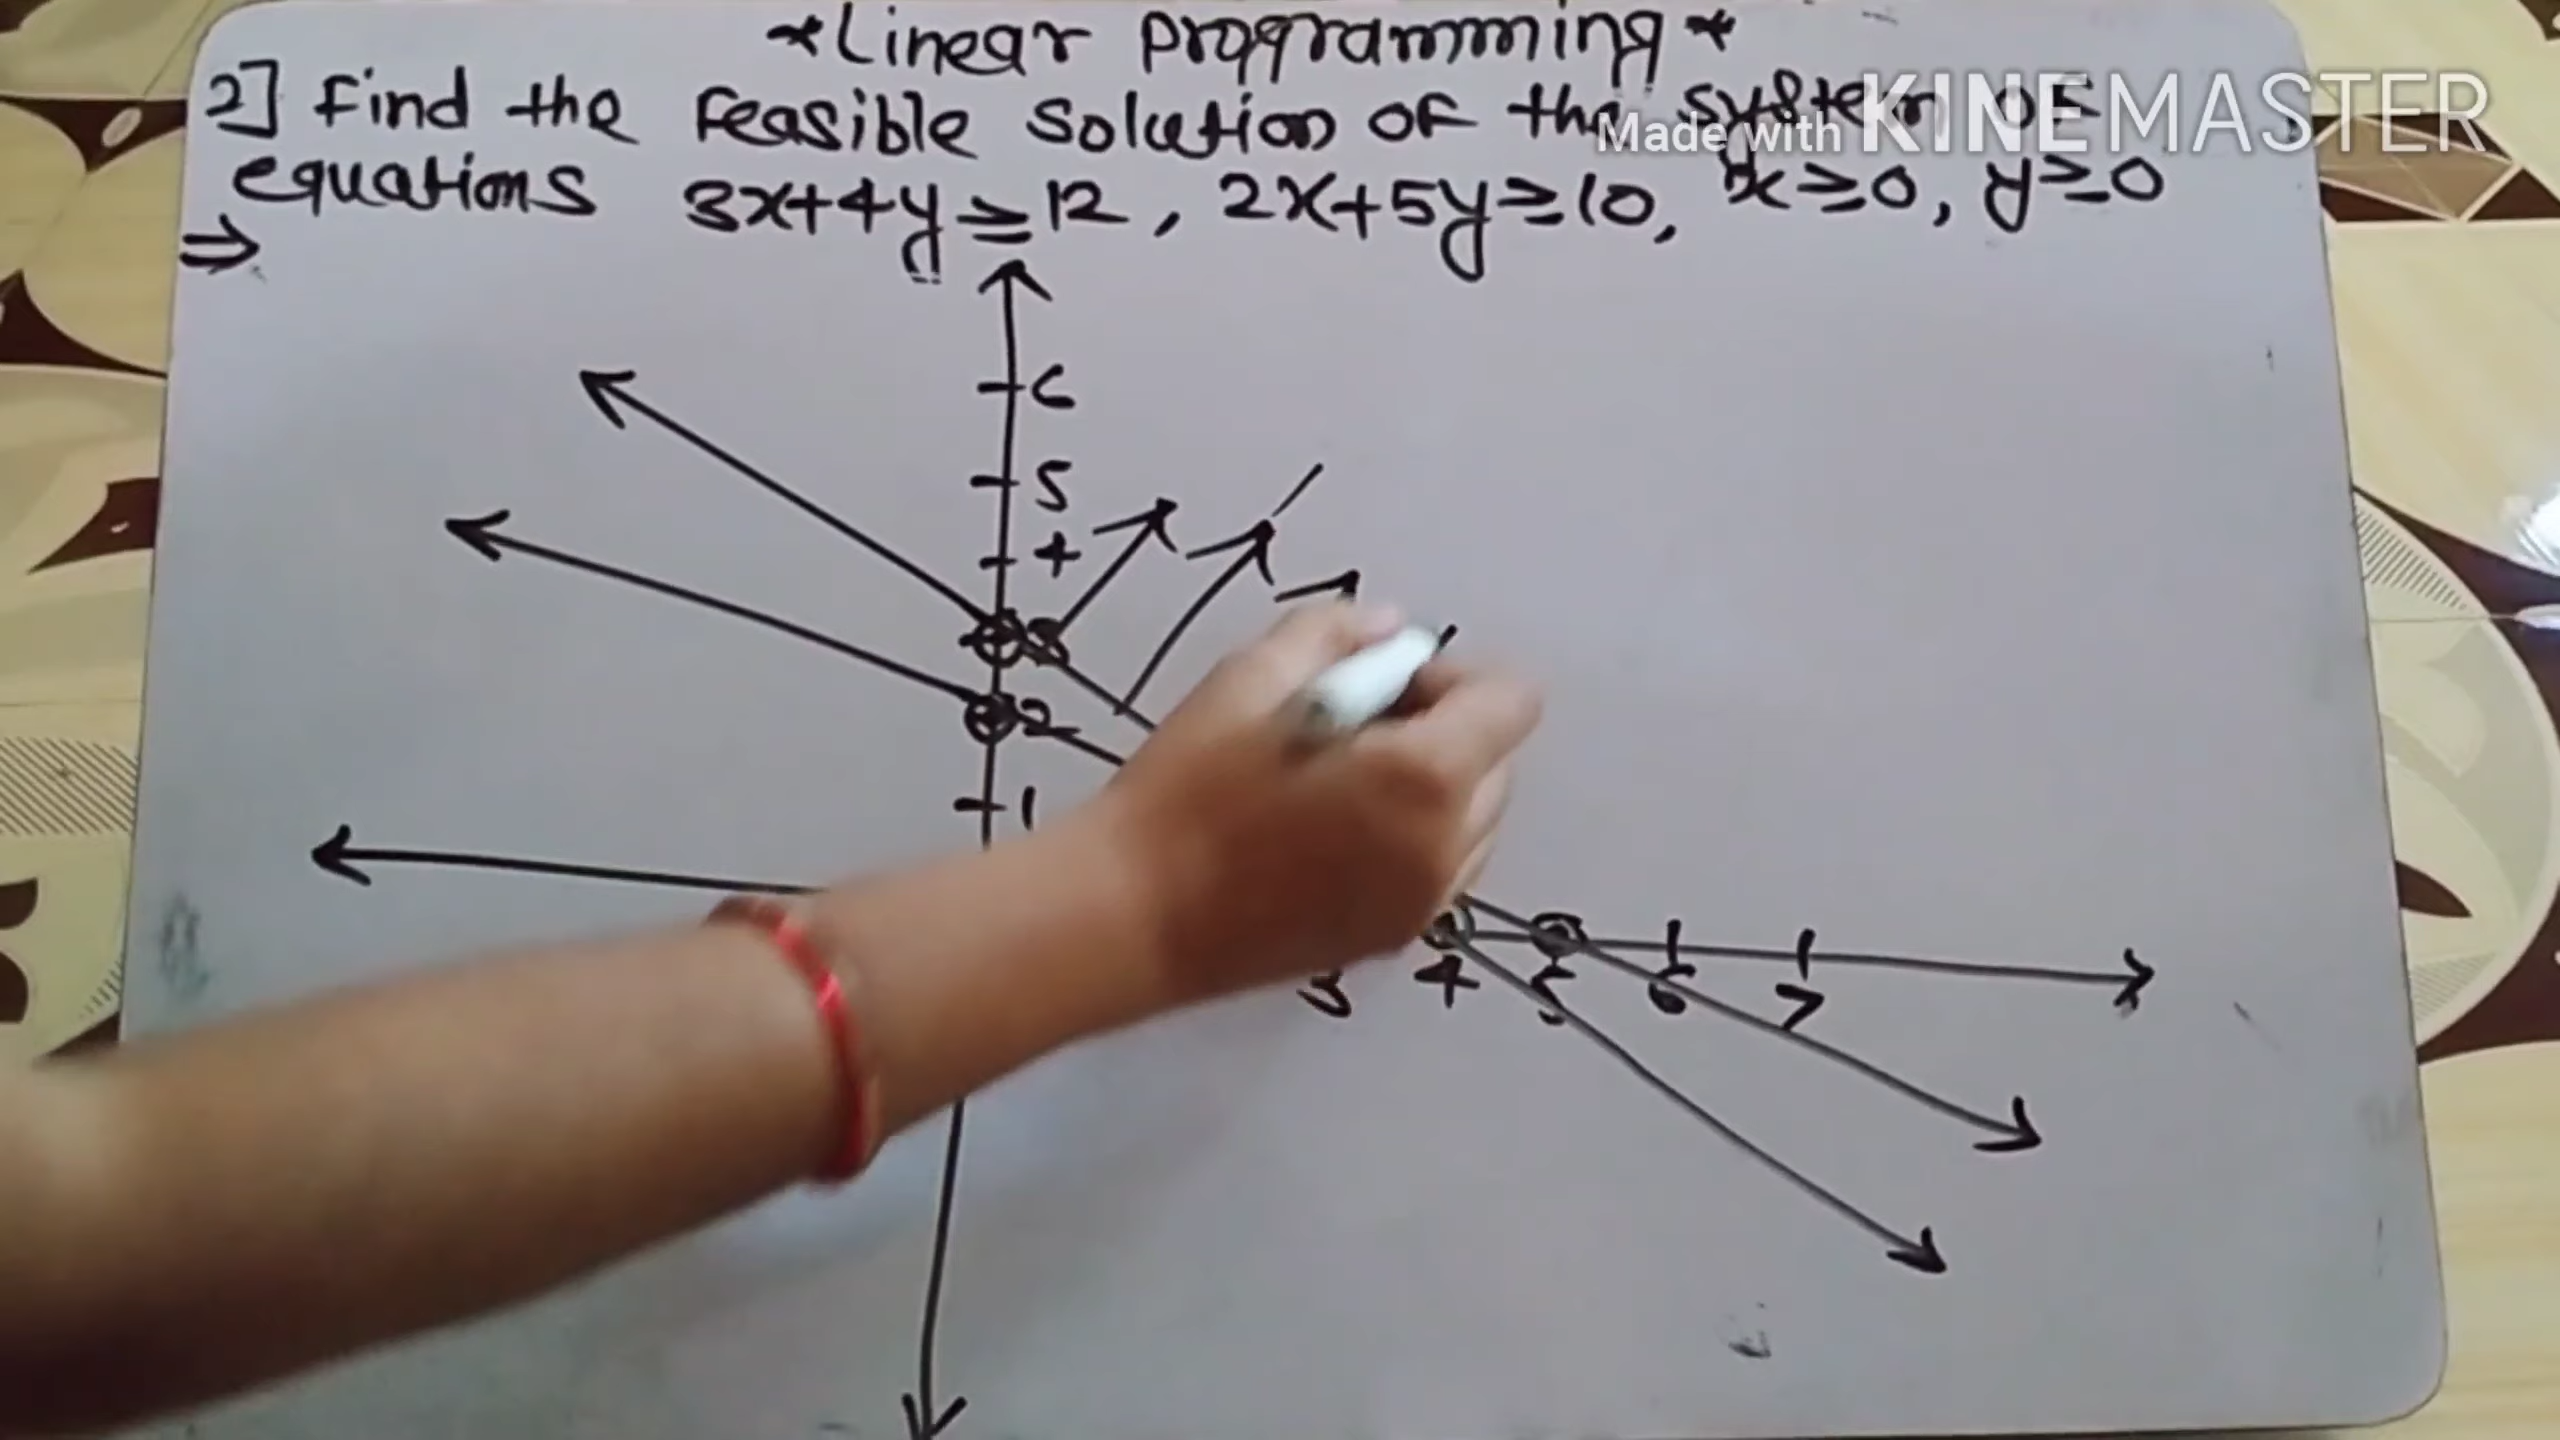 *Linear programming*
2] Find the feasible solution of the system of
Made with KINEMASTER
equations 3x+4y≥12, 2x+5y≥10, x≥0, y≥0
⇒
6
5
4
3
2
1
3 4 5 6 7